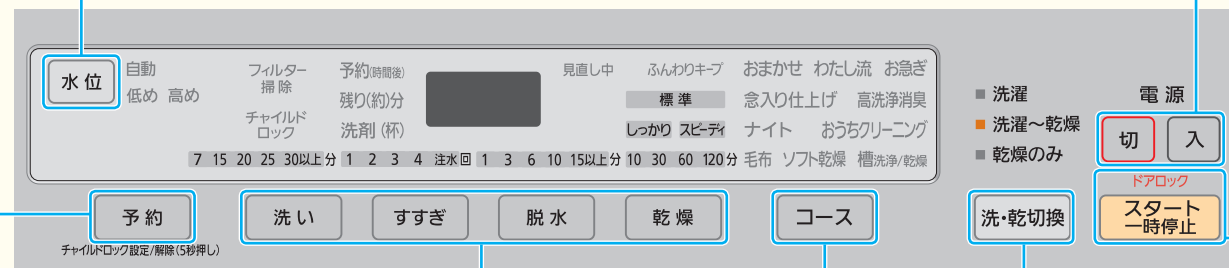 水位
自動
低め 高め
フィルター
掃除
チャイルド
ロック
予約(時間後)
残り(約)分
洗剤(杯)
見直し中
ふんわりキープ
標準
しっかり スピーディ
おまかせ わたし流 お急ぎ
念入り仕上げ 高洗浄消臭
ナイト おうちクリーニング
毛布 ソフト乾燥 槽洗浄/乾燥
7 15 20 25 30以上 分 1 2 3 4 注水 回 1 3 6 10 15以上 分 10 30 60 120 分
洗濯
洗濯〜乾燥
乾燥のみ
電源
切 入
ドアロック
スタート
一時停止
予約 洗い すすぎ 脱水 乾燥 コース 洗・乾切換
チャイルドロック設定/解除(5秒押し)